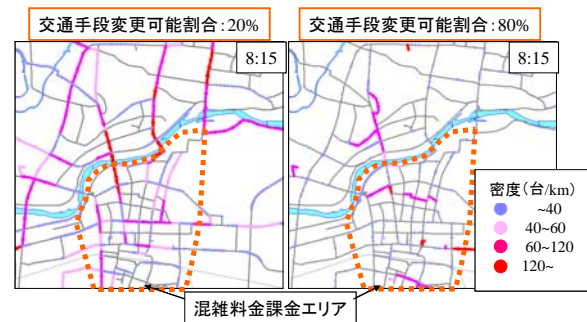 交通手段変更可能割合:20%
交通手段変更可能割合:80%
8:15
8:15
密度(台/km)
~40
40~60
60~120
120~
混雑料金課金エリア